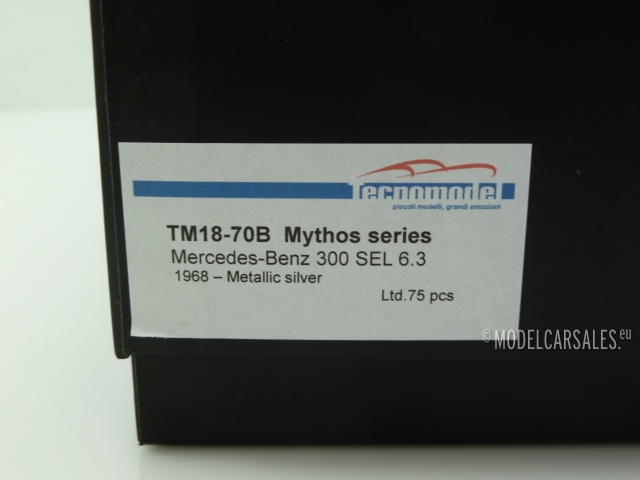 Tecnomodel
piccoli modelli, grandi emozioni
TM18-70B Mythos series
Mercedes-Benz 300 SEL 6.3
1968 – Metallic silver
Ltd.75 pcs
© MODELCARSALES.eu